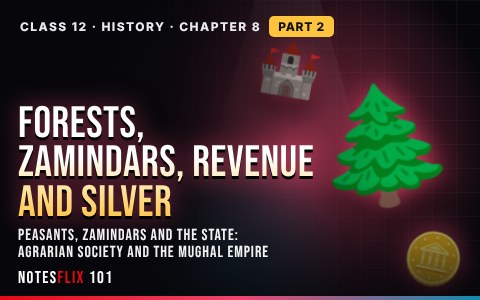 CLASS 12 · HISTORY · CHAPTER 8 PART 2
FORESTS,
ZAMINDARS, REVENUE
AND SILVER
PEASANTS, ZAMINDARS AND THE STATE:
AGRARIAN SOCIETY AND THE MUGHAL EMPIRE
NOTESFLIX 101